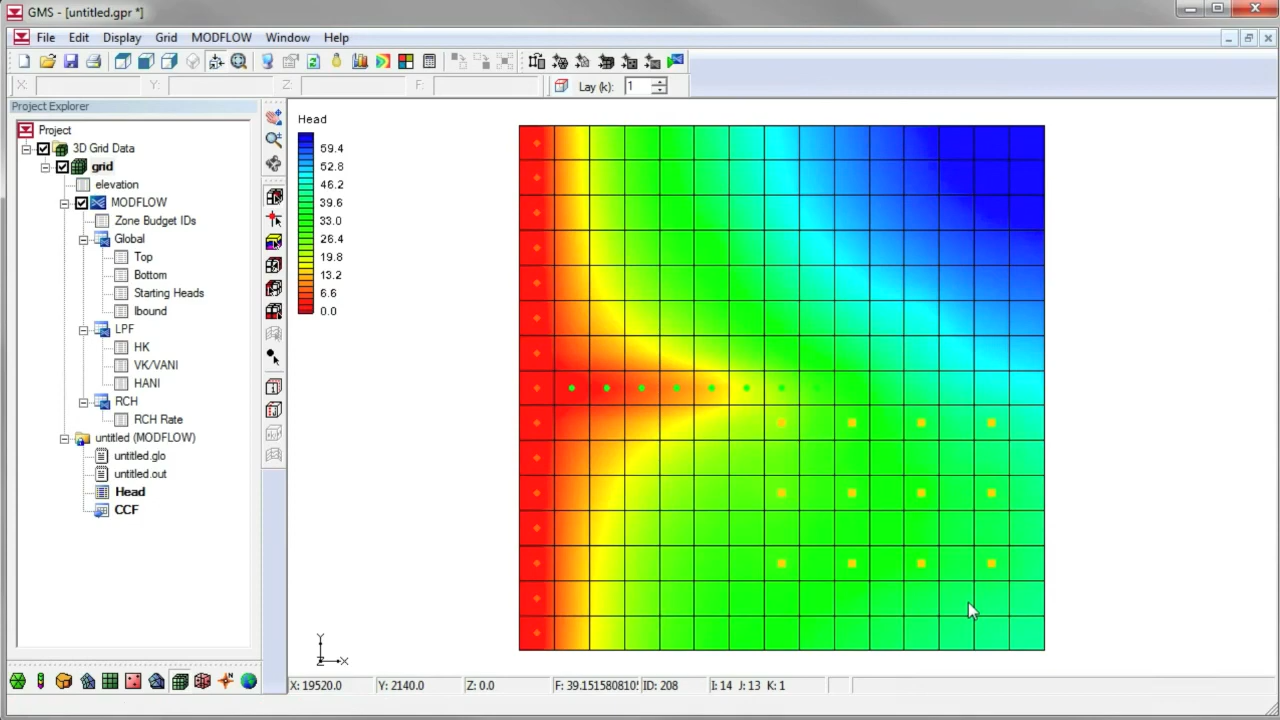 GMS - [untitled.gpr *]
File Edit Display Grid MODFLOW Window Help
X: Y: Z: F: Lay (k): 1
Project Explorer
Project
3D Grid Data
grid
elevation
MODFLOW
Zone Budget IDs
Global
Top
Bottom
Starting Heads
Ibound
LPF
HK
VK/VANI
HANI
RCH
RCH Rate
untitled (MODFLOW)
untitled.glo
untitled.out
Head
CCF
Head
59.4
52.8
46.2
39.6
33.0
26.4
19.8
13.2
6.6
0.0
Y
Z X
X: 19520.0 Y: 2140.0 Z: 0.0 F: 39.1515808105 ID: 208 I: 14 J: 13 K: 1